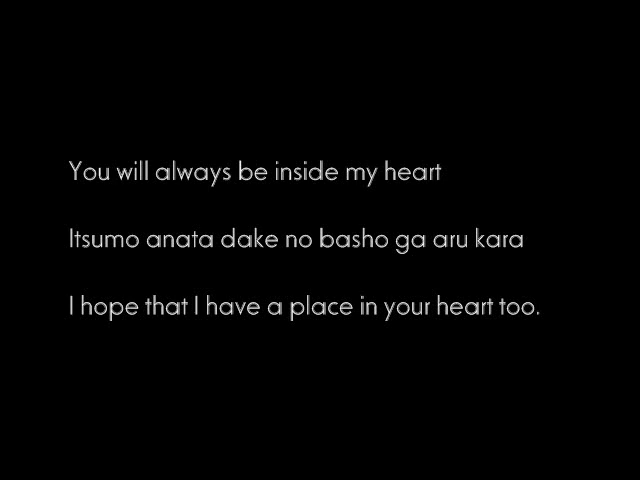 You will always be inside my heart
Itsumo anata dake no basho ga aru kara
I hope that I have a place in your heart too.